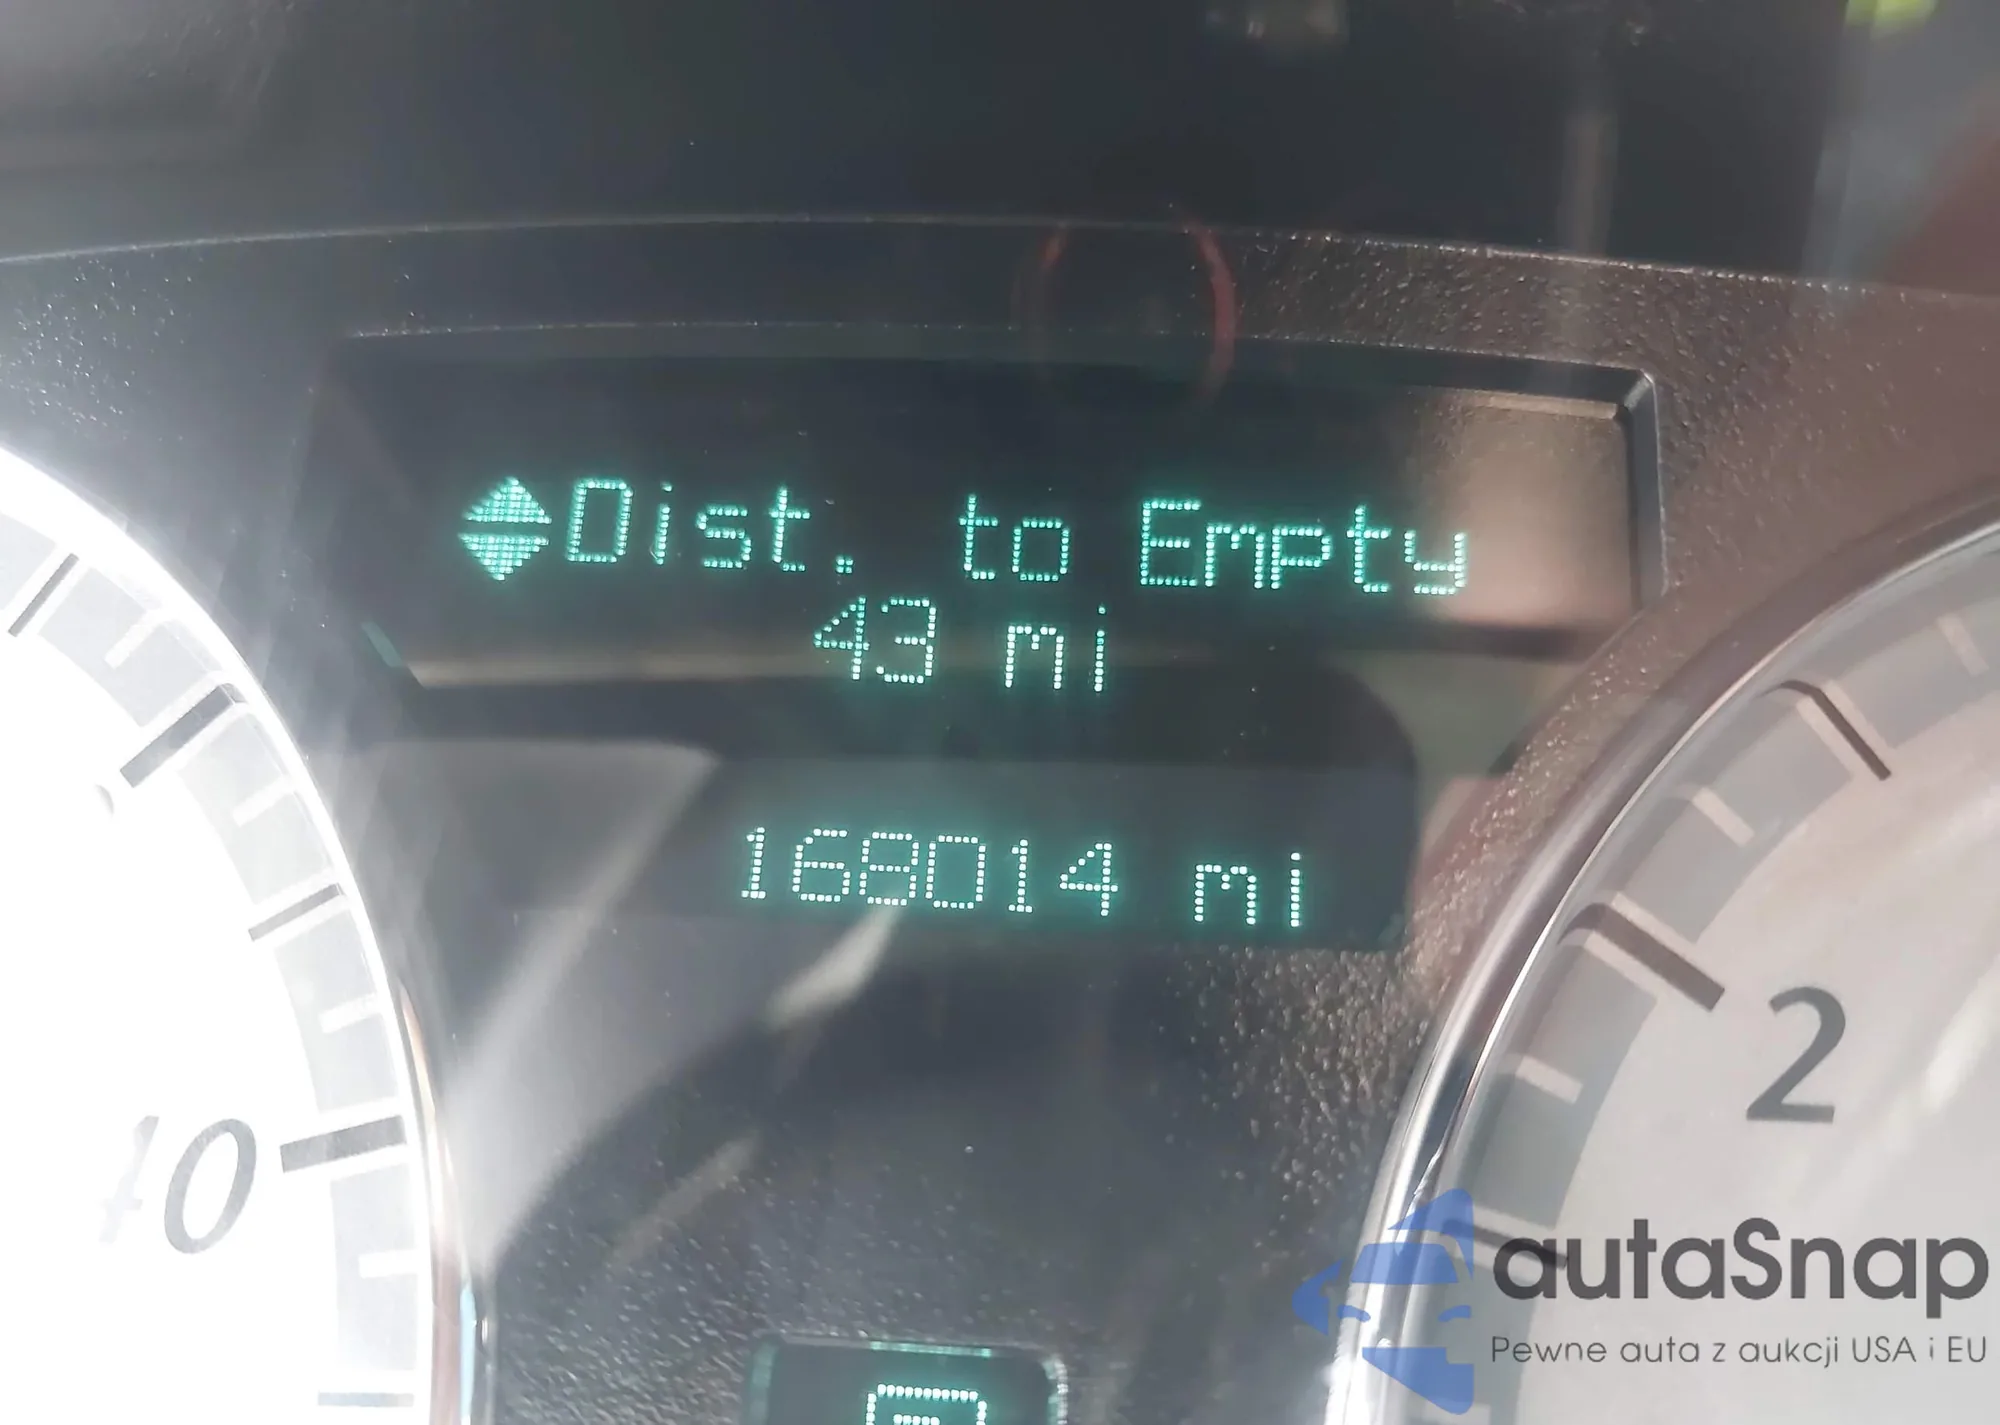 Dist. to Empty
43 mi
168014 mi
40
2
autaSnap
Pewne auta z aukcji USA i EU